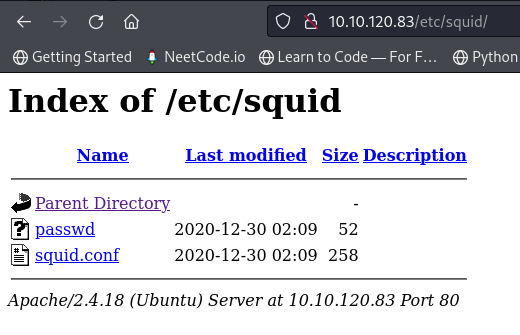 10.10.120.83/etc/squid/
Getting Started NeetCode.io Learn to Code — For F… Python
Index of /etc/squid
Name Last modified Size Description
Parent Directory -
passwd 2020-12-30 02:09 52
squid.conf 2020-12-30 02:09 258
Apache/2.4.18 (Ubuntu) Server at 10.10.120.83 Port 80